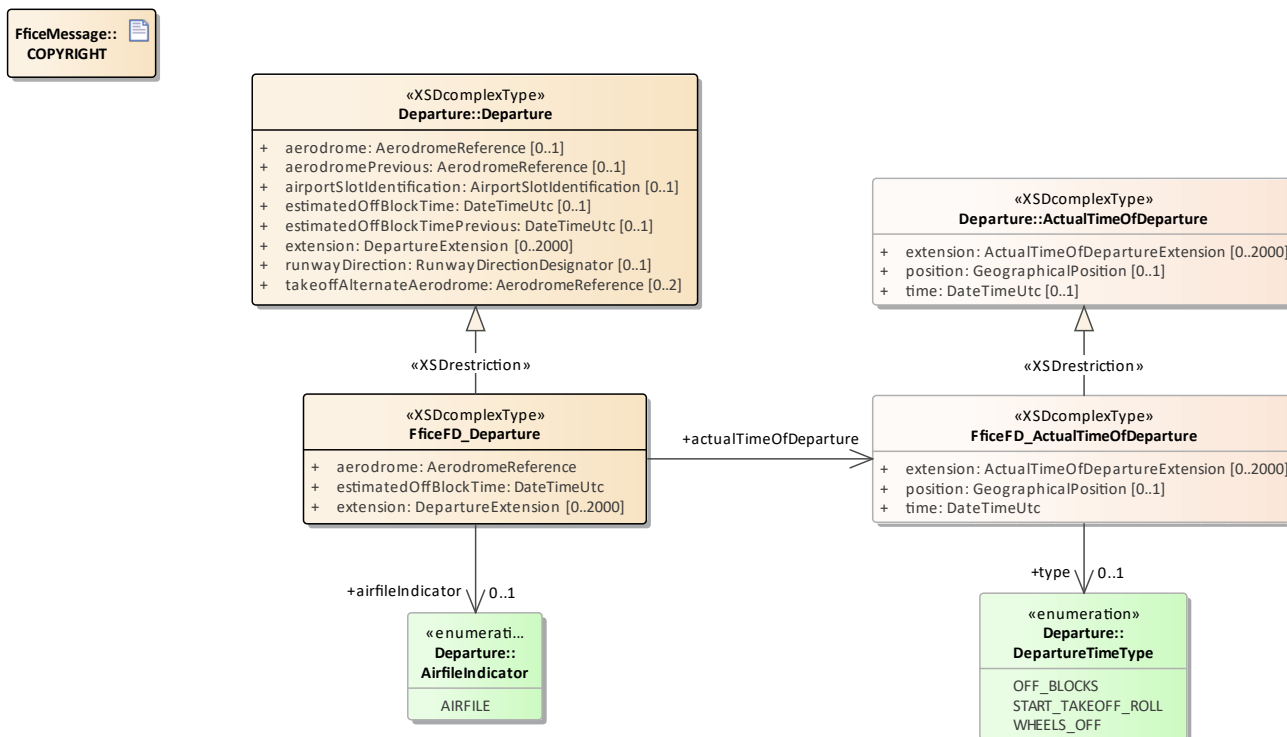 FficeMessage::
COPYRIGHT
«XSDcomplexType»
Departure::Departure
+ aerodrome: AerodromeReference [0..1]
+ aerodromePrevious: AerodromeReference [0..1]
+ airportSlotIdentification: AirportSlotIdentification [0..1]
+ estimatedOffBlockTime: DateTimeUtc [0..1]
+ estimatedOffBlockTimePrevious: DateTimeUtc [0..1]
+ extension: DepartureExtension [0..2000]
+ runwayDirection: RunwayDirectionDesignator [0..1]
+ takeoffAlternateAerodrome: AerodromeReference [0..2]
«XSDcomplexType»
Departure::ActualTimeOfDeparture
+ extension: ActualTimeOfDepartureExtension [0..2000]
+ position: GeographicalPosition [0..1]
+ time: DateTimeUtc [0..1]
«XSDrestriction»
«XSDrestriction»
«XSDcomplexType»
FficeFD_Departure
+ aerodrome: AerodromeReference
+ estimatedOffBlockTime: DateTimeUtc
+ extension: DepartureExtension [0..2000]
+actualTimeOfDeparture
«XSDcomplexType»
FficeFD_ActualTimeOfDeparture
+ extension: ActualTimeOfDepartureExtension [0..2000]
+ position: GeographicalPosition [0..1]
+ time: DateTimeUtc
+airfileIndicator 0..1
«enumerati...
Departure::
AirfileIndicator
AIRFILE
+type 0..1
«enumeration»
Departure::
DepartureTimeType
OFF_BLOCKS
START_TAKEOFF_ROLL
WHEELS_OFF